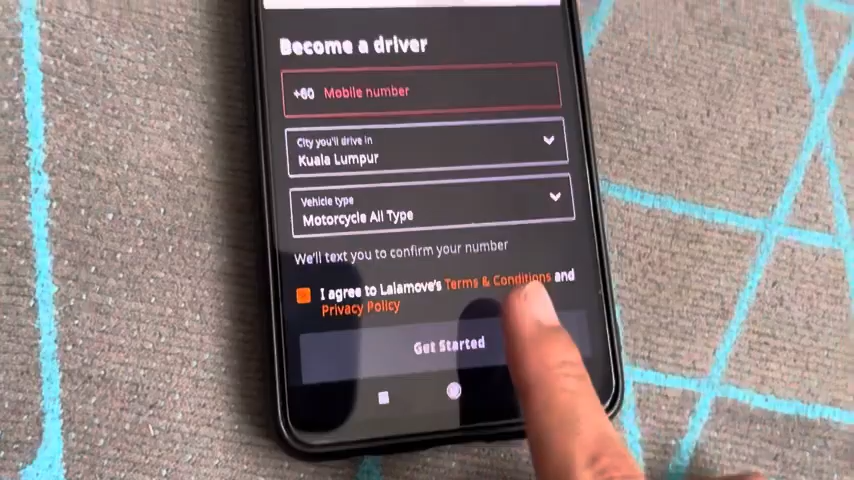 Become a driver
+60 Mobile number
City you'll drive in
Kuala Lumpur
Vehicle type
Motorcycle All Type
We'll text you to confirm your number
I agree to Lalamove's Terms & Conditions and
Privacy Policy
Get Started